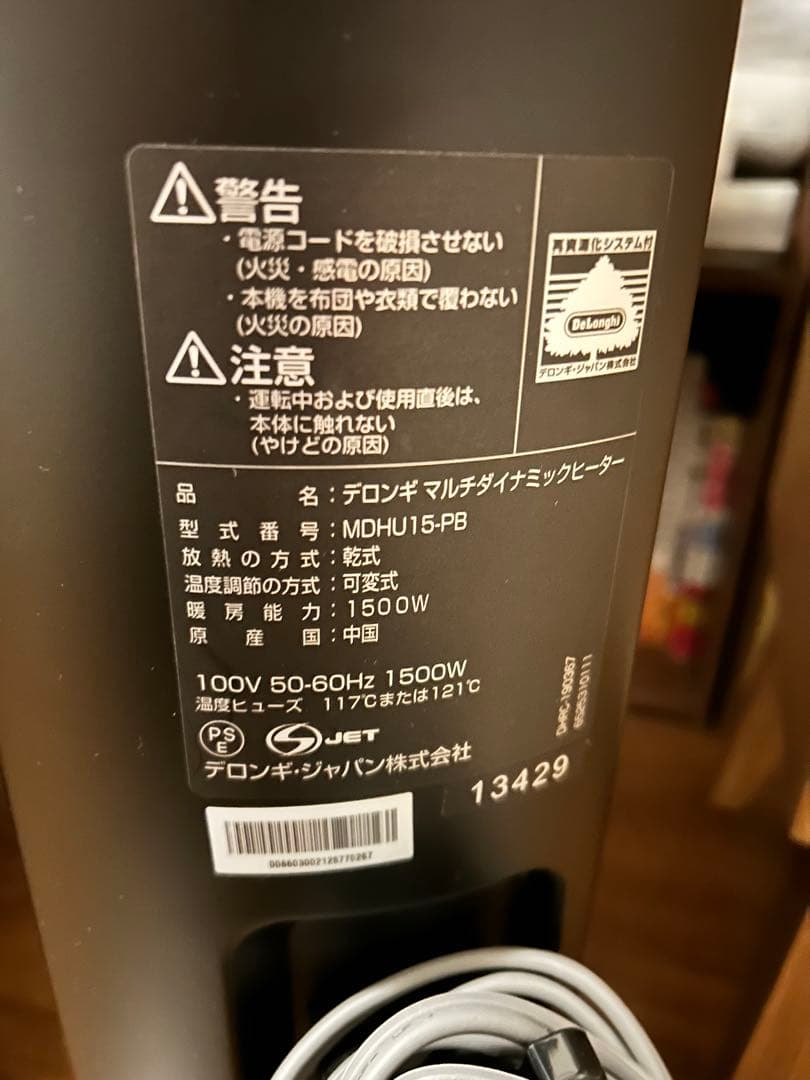 警告
・電源コードを破損させない
(火災・感電の原因)
・本機を布団や衣類で覆わない
(火災の原因)
注意
・運転中および使用直後は、
本体に触れない
(やけどの原因)
再資源化システム付
DeLonghi
デロンギ・ジャパン株式会社
品名：デロンギ マルチダイナミックヒーター
型式番号：MDHU15-PB
放熱の方式：乾式
温度調節の方式：可変式
暖房能力：1500W
原産国：中国
100V 50-60Hz 1500W
温度ヒューズ 117℃または121℃
PS
E
JET
デロンギ・ジャパン株式会社
13429